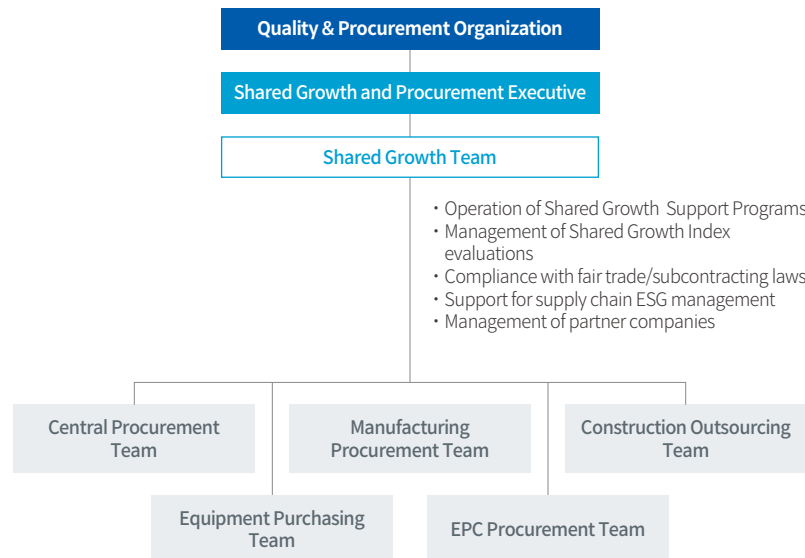 Quality & Procurement Organization
Shared Growth and Procurement Executive
Shared Growth Team
・Operation of Shared Growth Support Programs
・Management of Shared Growth Index
evaluations
・Compliance with fair trade/subcontracting laws
・Support for supply chain ESG management
・Management of partner companies
Central Procurement
Team
Manufacturing
Procurement Team
Construction Outsourcing
Team
Equipment Purchasing
Team
EPC Procurement Team